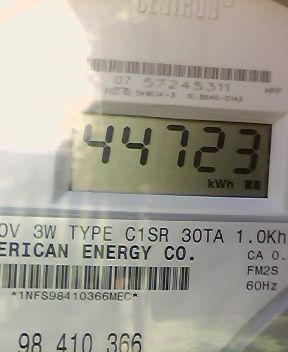 CENTRON®
07 57245311
HPP
44723
kWh
0V 3W TYPE C1SR 30TA 1.0Kh
ERICAN ENERGY CO.
CA 0.
FM2S
60Hz
*1NFS98410366MEC*
98 410 366